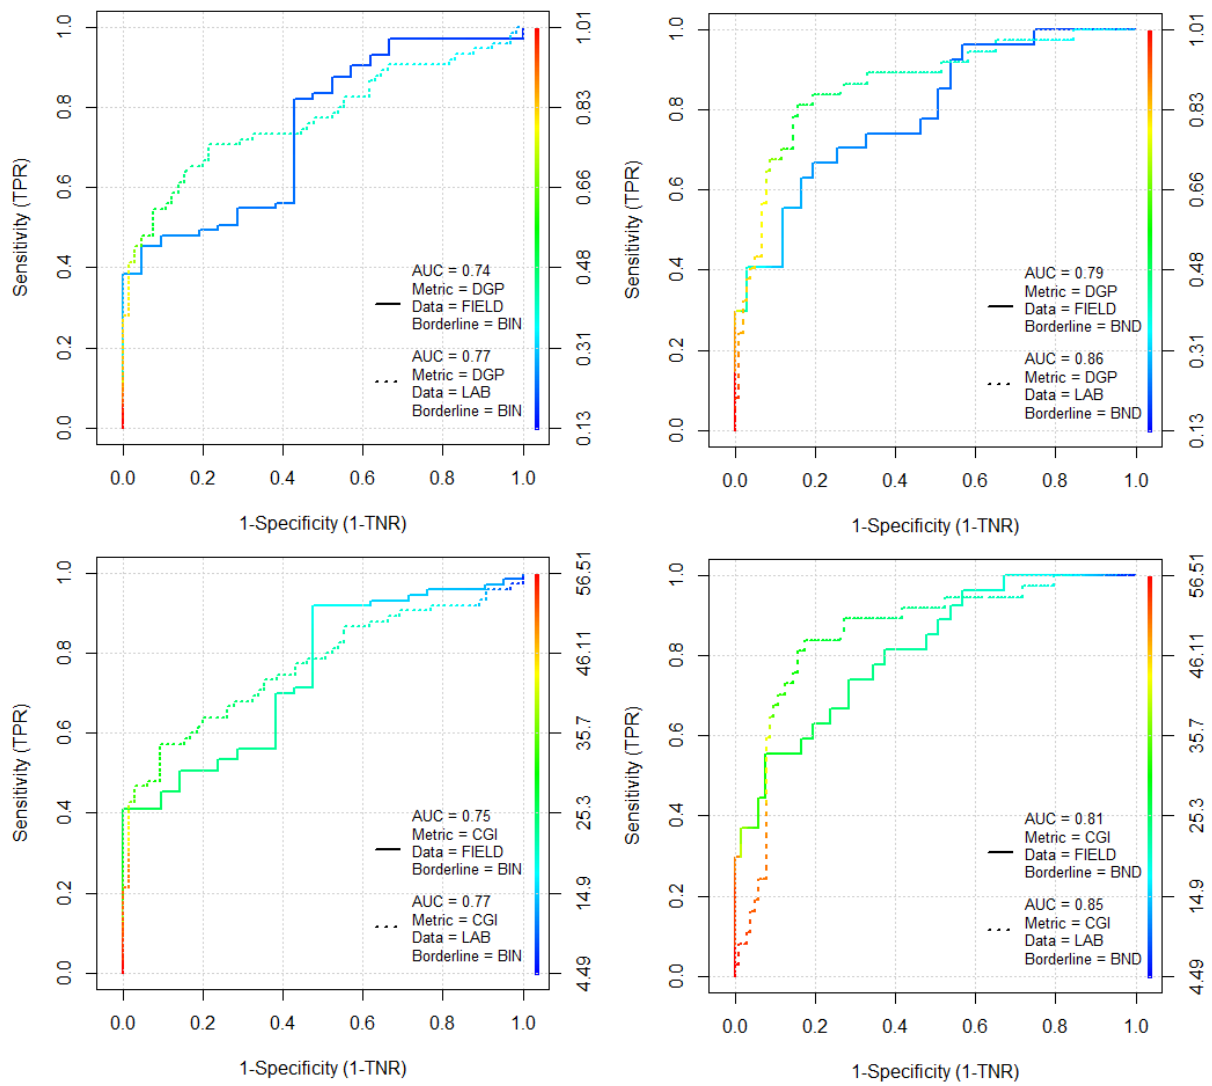 1.0
0.8
0.6
0.4
0.2
0.0
Sensitivity (TPR)
AUC = 0.74
Metric = DGP
Data = FIELD
Borderline = BIN
AUC = 0.77
Metric = DGP
Data = LAB
Borderline = BIN
1.01
0.83
0.66
0.48
0.31
0.13
0.0 0.2 0.4 0.6 0.8 1.0
1-Specificity (1-TNR)
1.0
0.8
0.6
0.4
0.2
0.0
Sensitivity (TPR)
AUC = 0.79
Metric = DGP
Data = FIELD
Borderline = BND
AUC = 0.86
Metric = DGP
Data = LAB
Borderline = BND
1.01
0.83
0.66
0.48
0.31
0.13
0.0 0.2 0.4 0.6 0.8 1.0
1-Specificity (1-TNR)
1.0
0.8
0.6
0.4
0.2
0.0
Sensitivity (TPR)
AUC = 0.75
Metric = CGI
Data = FIELD
Borderline = BIN
AUC = 0.77
Metric = CGI
Data = LAB
Borderline = BIN
56.51
46.11
35.7
25.3
14.9
4.49
0.0 0.2 0.4 0.6 0.8 1.0
1-Specificity (1-TNR)
1.0
0.8
0.6
0.4
0.2
0.0
Sensitivity (TPR)
AUC = 0.81
Metric = CGI
Data = FIELD
Borderline = BND
AUC = 0.85
Metric = CGI
Data = LAB
Borderline = BND
56.51
46.11
35.7
25.3
14.9
4.49
0.0 0.2 0.4 0.6 0.8 1.0
1-Specificity (1-TNR)